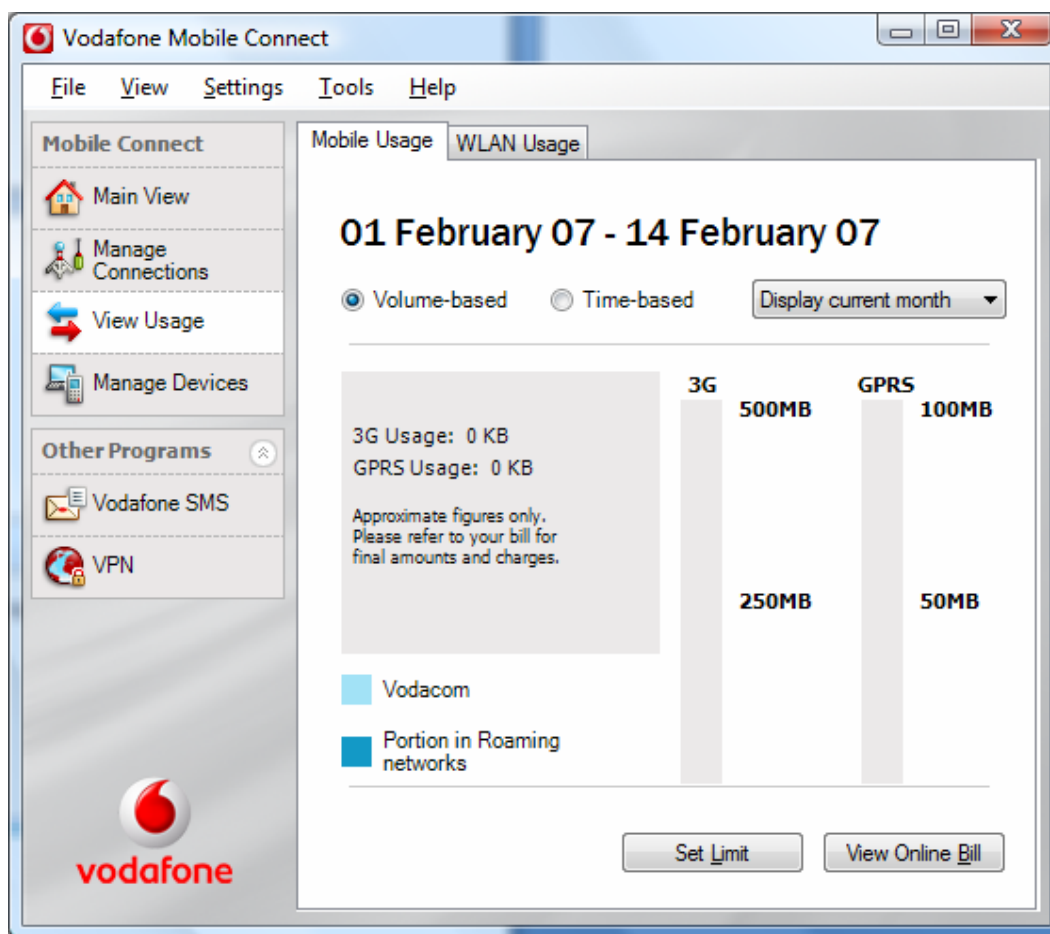 Vodafone Mobile Connect
File View Settings Tools Help
Mobile Connect
Main View
Manage
Connections
View Usage
Manage Devices
Other Programs
Vodafone SMS
VPN
vodafone
Mobile Usage WLAN Usage
01 February 07 - 14 February 07
Volume-based Time-based Display current month
3G Usage: 0 KB
GPRS Usage: 0 KB
Approximate figures only.
Please refer to your bill for
final amounts and charges.
3G GPRS
500MB 100MB
250MB 50MB
Vodacom
Portion in Roaming
networks
Set Limit View Online Bill